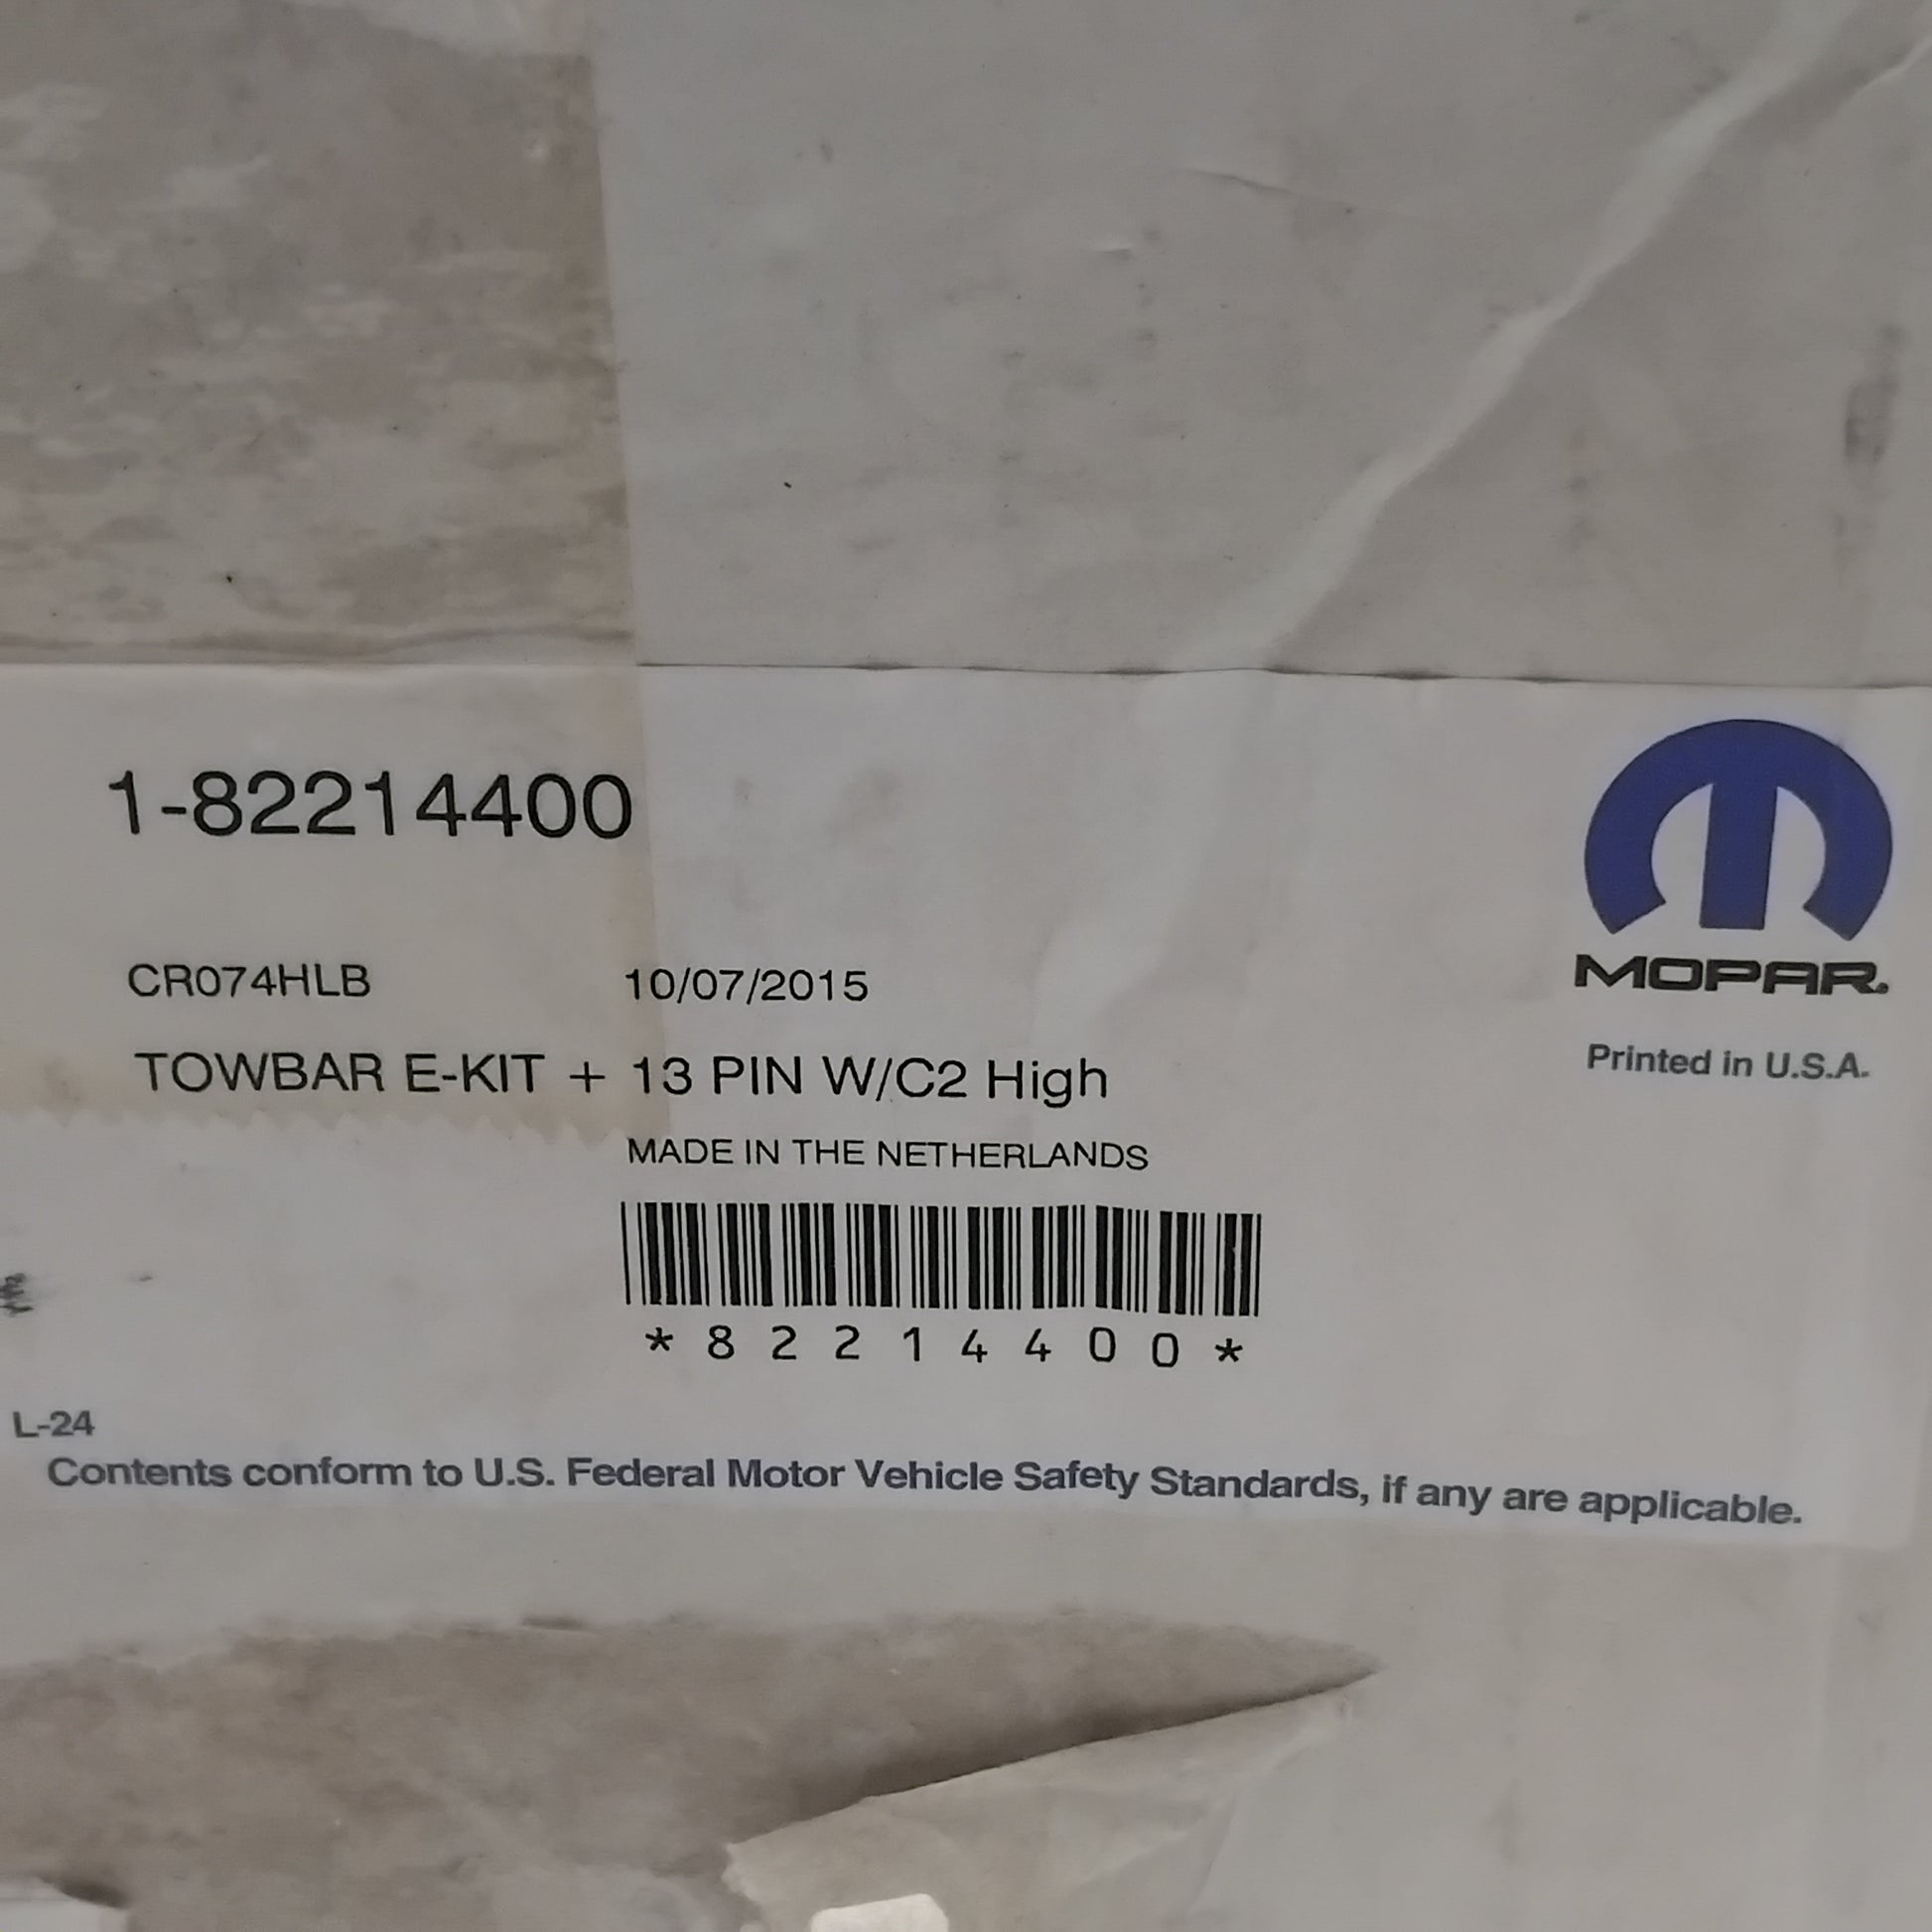 1-82214400
MOPAR.
CR074HLB 10/07/2015
Printed in U.S.A.
TOWBAR E-KIT + 13 PIN W/C2 High
MADE IN THE NETHERLANDS
*82214400*
L-24
Contents conform to U.S. Federal Motor Vehicle Safety Standards, if any are applicable.